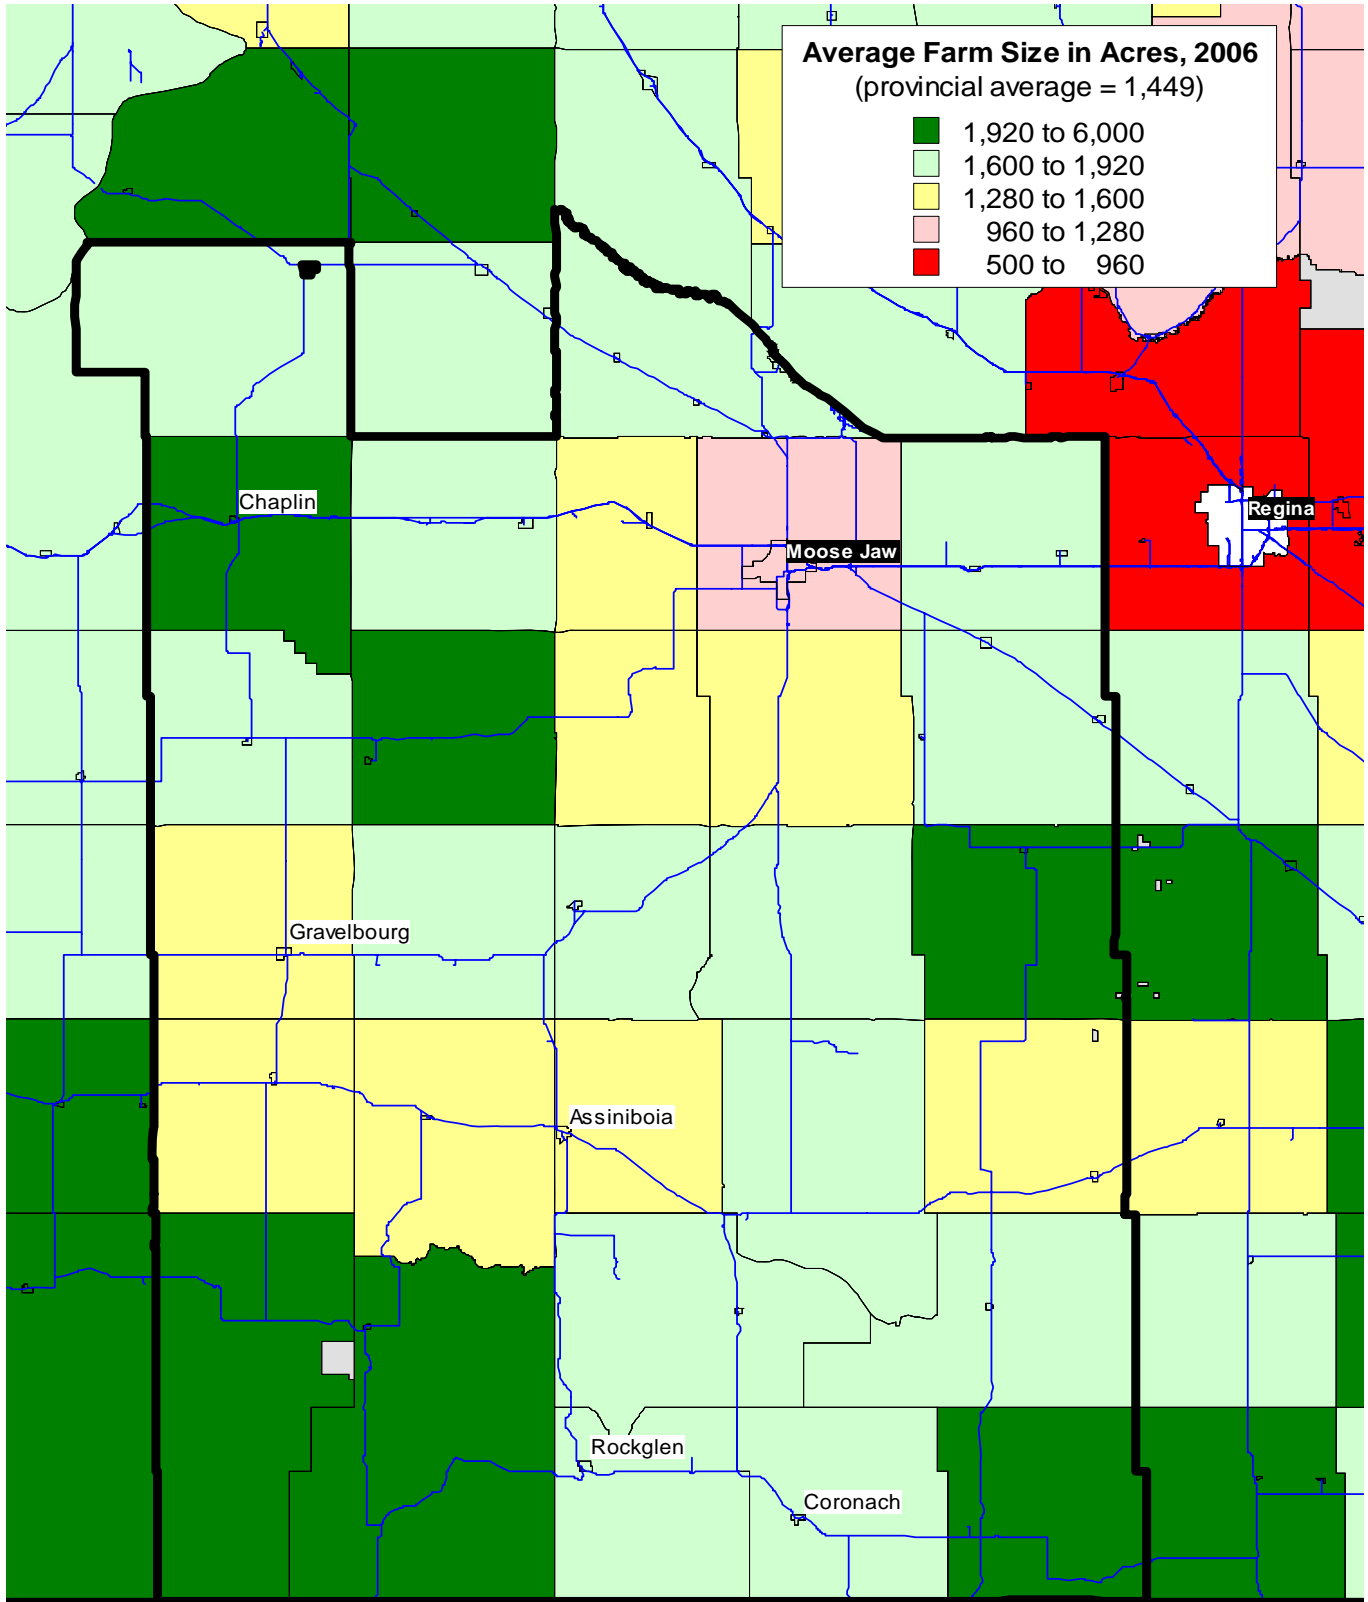 Average Farm Size in Acres, 2006
(provincial average = 1,449)
1,920 to 6,000
1,600 to 1,920
1,280 to 1,600
960 to 1,280
500 to 960
Chaplin
Regina
Moose Jaw
Gravelbourg
Assiniboia
Rockglen
Coronach